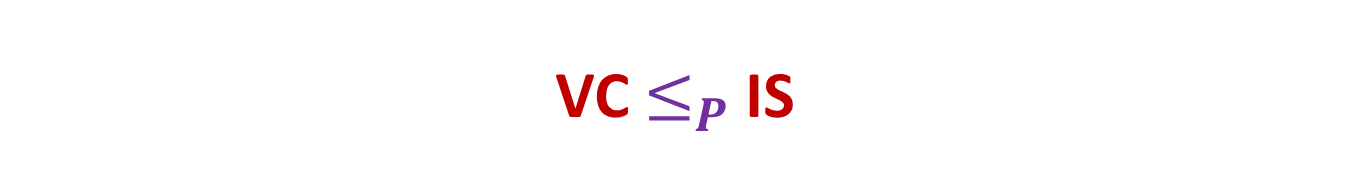 VC ≤P IS